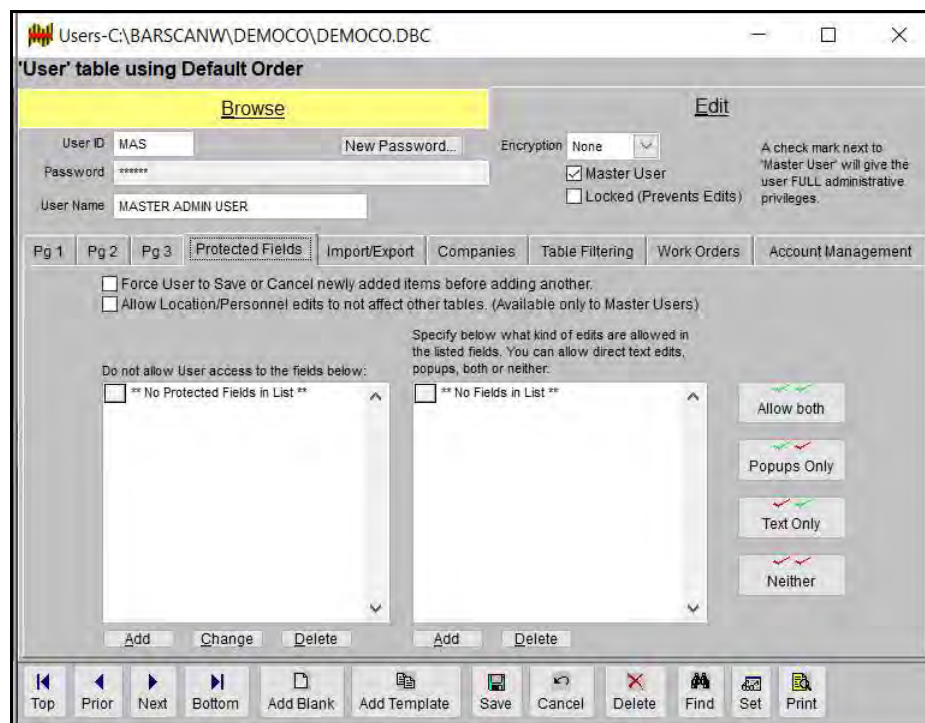 Users-C:\BARSCANW\DEMOCO\DEMOCO.DBC
'User' table using Default Order
Browse
Edit
User ID MAS New Password... Encryption None
Password ******
Master User
Locked (Prevents Edits)
User Name MASTER ADMIN USER
A check mark next to
'Master User' will give the
user FULL administrative
privileges.
Pg 1 Pg 2 Pg 3 Protected Fields Import/Export Companies Table Filtering Work Orders Account Management
Force User to Save or Cancel newly added items before adding another.
Allow Location/Personnel edits to not affect other tables. (Available only to Master Users)
Do not allow User access to the fields below:
** No Protected Fields in List **
Add Change Delete
Specify below what kind of edits are allowed in
the listed fields. You can allow direct text edits,
popups, both or neither.
** No Fields in List **
Add Delete
Allow both
Popups Only
Text Only
Neither
Top Prior Next Bottom Add Blank Add Template Save Cancel Delete Find Set Print